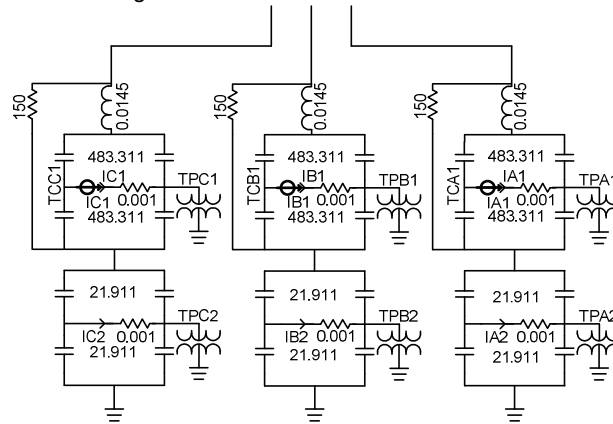 150
0.0145
150
0.0145
150
0.0145
483.311
TPC1
TCC1
IC1
IC1
0.001
483.311
483.311
TPB1
TCB1
IB1
IB1
0.001
483.311
483.311
TPA1
TCA1
IA1
IA1
0.001
483.311
21.911
TPC2
IC2
0.001
21.911
21.911
TPB2
IB2
0.001
21.911
21.911
TPA2
IA2
0.001
21.911